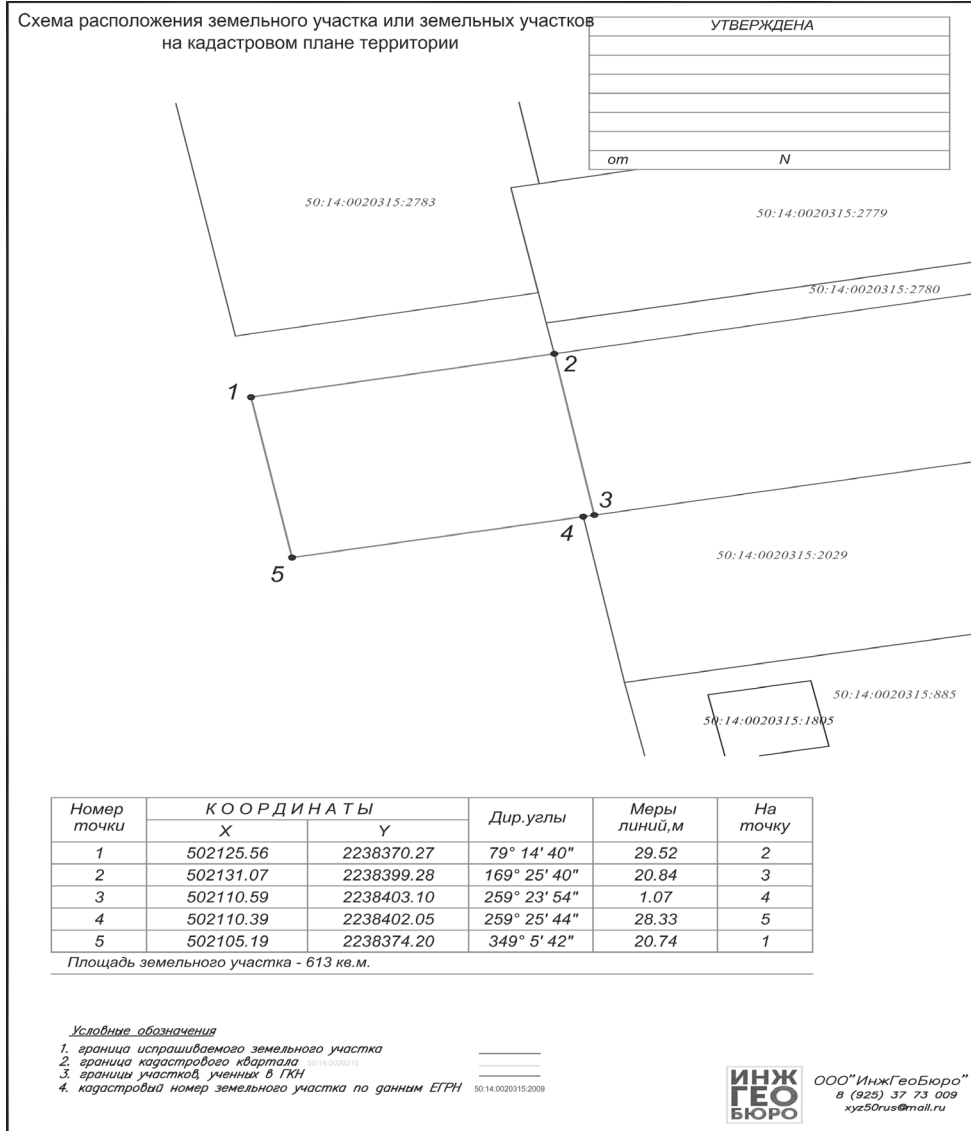 Схема расположения земельного участка или земельных участков
на кадастровом плане территории
УТВЕРЖДЕНА
от N
50:14:0020315:2783
50:14:0020315:2779
50:14:0020315:2780
1
2
3
4
5
50:14:0020315:2029
50:14:0020315:885
50:14:0020315:1805
Номер точки КООРДИНАТЫ Дир.углы Меры линий,м На точку
X Y
1 502125.56 2238370.27 79° 14' 40" 29.52 2
2 502131.07 2238399.28 169° 25' 40" 20.84 3
3 502110.59 2238403.10 259° 23' 54" 1.07 4
4 502110.39 2238402.05 259° 25' 44" 28.33 5
5 502105.19 2238374.20 349° 5' 42" 20.74 1
Площадь земельного участка - 613 кв.м.
Условные обозначения
1. граница испрашиваемого земельного участка
2. граница кадастрового квартала 50:14:0020315
3. границы участков, ученных в ГКН
4. кадастровый номер земельного участка по данным ЕГРН 50:14:0020315:2009
ИНЖ
ГЕО
БЮРО
ООО"ИнжГеоБюро"
8 (925) 37 73 009
xyz50rus@mail.ru